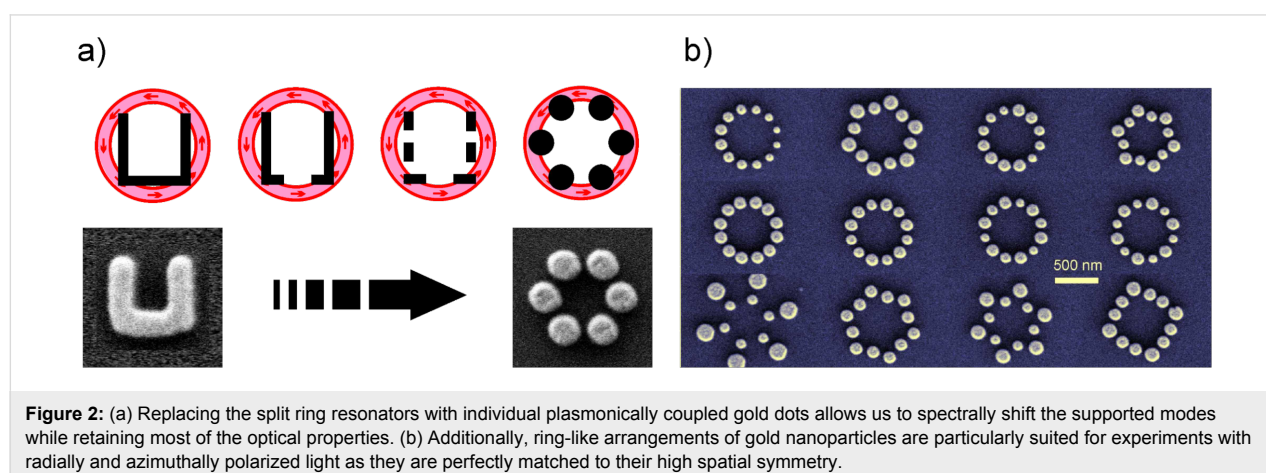 a)
b)
500 nm
Figure 2: (a) Replacing the split ring resonators with individual plasmonically coupled gold dots allows us to spectrally shift the supported modes
while retaining most of the optical properties. (b) Additionally, ring-like arrangements of gold nanoparticles are particularly suited for experiments with
radially and azimuthally polarized light as they are perfectly matched to their high spatial symmetry.